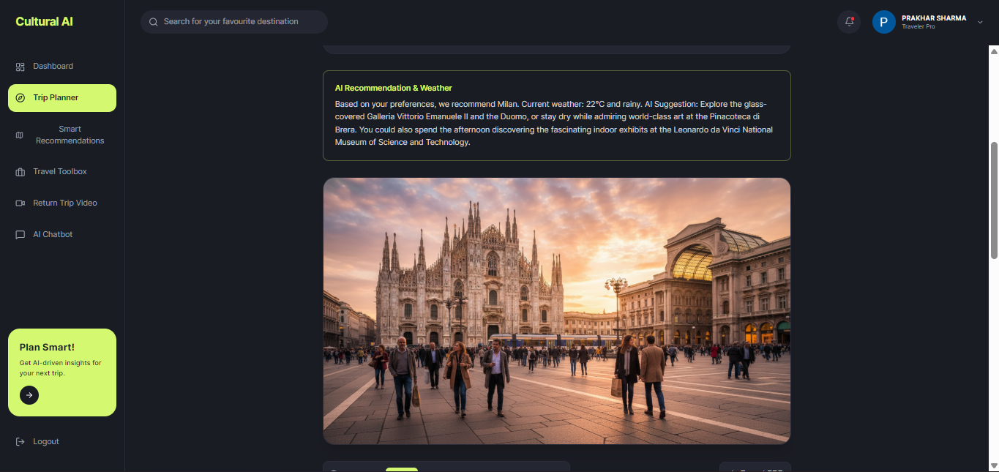 Cultural AI
Search for your favourite destination
P
PRAKHAR SHARMA
Traveler Pro
Dashboard
Trip Planner
Smart
Recommendations
Travel Toolbox
Return Trip Video
AI Chatbot
Plan Smart!
Get AI-driven insights for
your next trip.
Logout
AI Recommendation & Weather
Based on your preferences, we recommend Milan. Current weather: 22°C and rainy. AI Suggestion: Explore the glass-
covered Galleria Vittorio Emanuele II and the Duomo, or stay dry while admiring world-class art at the Pinacoteca di
Brera. You could also spend the afternoon discovering the fascinating indoor exhibits at the Leonardo da Vinci National
Museum of Science and Technology.